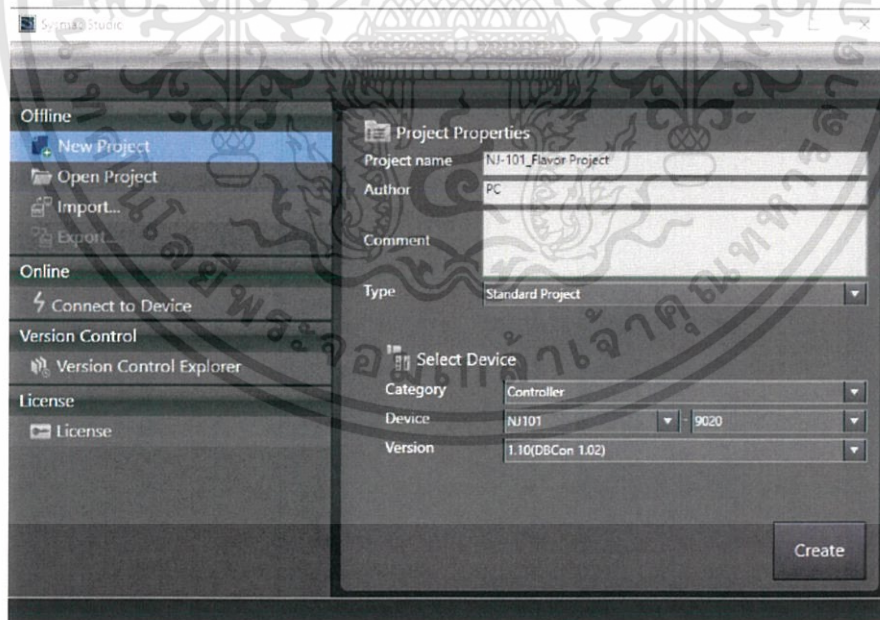 Sysmac Studio
Offline
New Project
Open Project
Import...
Export...
Online
Connect to Device
Version Control
Version Control Explorer
License
License
Project Properties
Project name NJ-101_Flavor Project
Author PC
Comment
Type Standard Project
Select Device
Category Controller
Device NJ101 - 9020
Version 1.10(DBCon 1.02)
Create